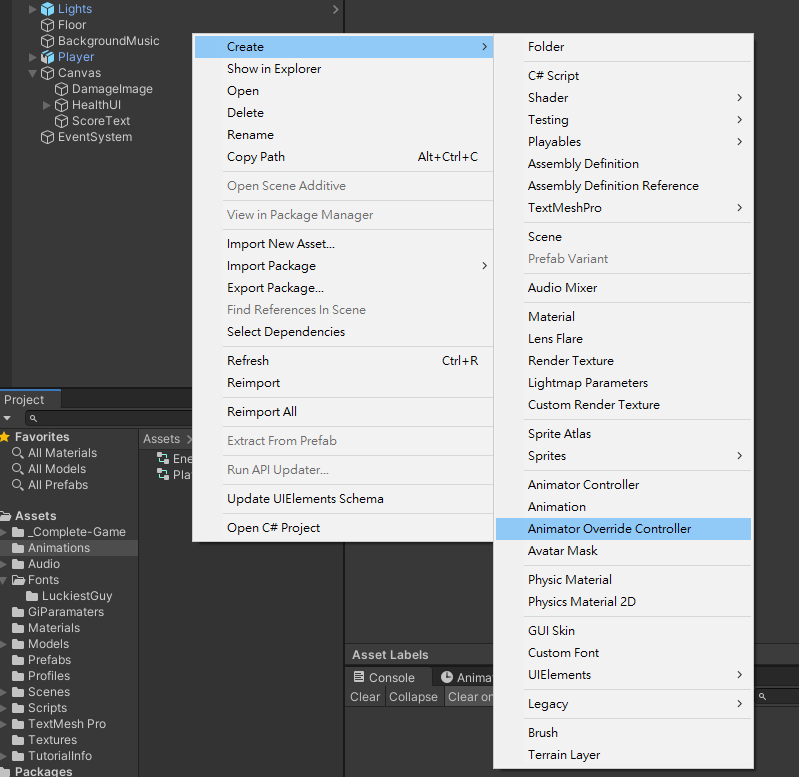 Lights
Floor
BackgroundMusic
Player
Canvas
DamageImage
HealthUI
ScoreText
EventSystem
Create
Show in Explorer
Open
Delete
Rename
Copy Path Alt+Ctrl+C
Open Scene Additive
View in Package Manager
Import New Asset...
Import Package
Export Package...
Find References In Scene
Select Dependencies
Refresh Ctrl+R
Reimport
Reimport All
Extract From Prefab
Run API Updater...
Update UIElements Schema
Open C# Project
Folder
C# Script
Shader
Testing
Playables
Assembly Definition
Assembly Definition Reference
TextMeshPro
Scene
Prefab Variant
Audio Mixer
Material
Lens Flare
Render Texture
Lightmap Parameters
Custom Render Texture
Sprite Atlas
Sprites
Animator Controller
Animation
Animator Override Controller
Avatar Mask
Physic Material
Physics Material 2D
GUI Skin
Custom Font
UIElements
Legacy
Brush
Terrain Layer
Project
Favorites
All Materials
All Models
All Prefabs
Assets
_Complete-Game
Animations
Audio
Fonts
LuckiestGuy
GiParamaters
Materials
Models
Prefabs
Profiles
Scenes
Scripts
TextMesh Pro
Textures
TutorialInfo
Packages
Assets
Ene
Pla
Asset Labels
Console Anima
Clear Collapse Clear on